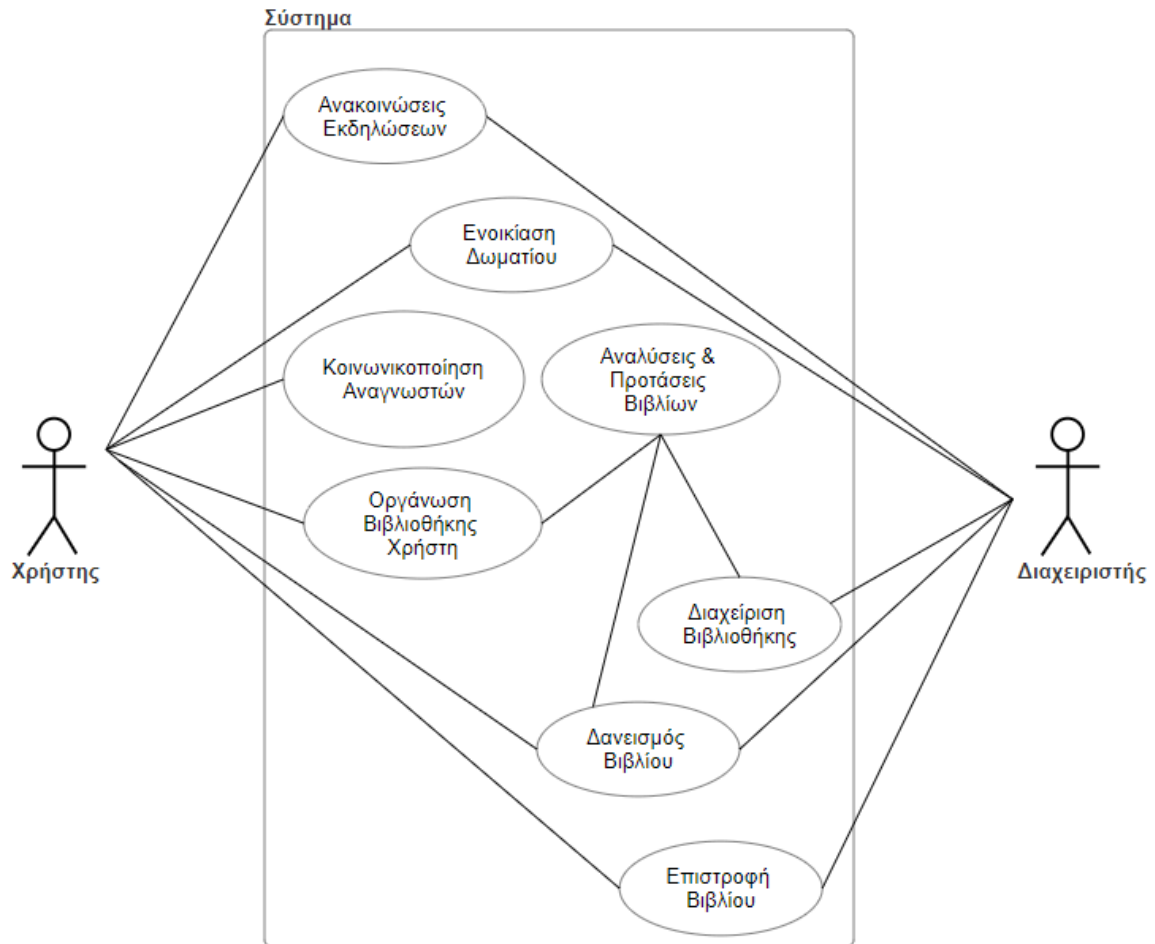 Σύστημα
Ανακοινώσεις
Εκδηλώσεων
Ενοικίαση
Δωματίου
Κοινωνικοποίηση
Αναγνωστών
Αναλύσεις &
Προτάσεις
Βιβλίων
Οργάνωση
Βιβλιοθήκης
Χρήστη
Χρήστης
Διαχειριστής
Διαχείριση
Βιβλιοθήκης
Δανεισμός
Βιβλίου
Επιστροφή
Βιβλίου